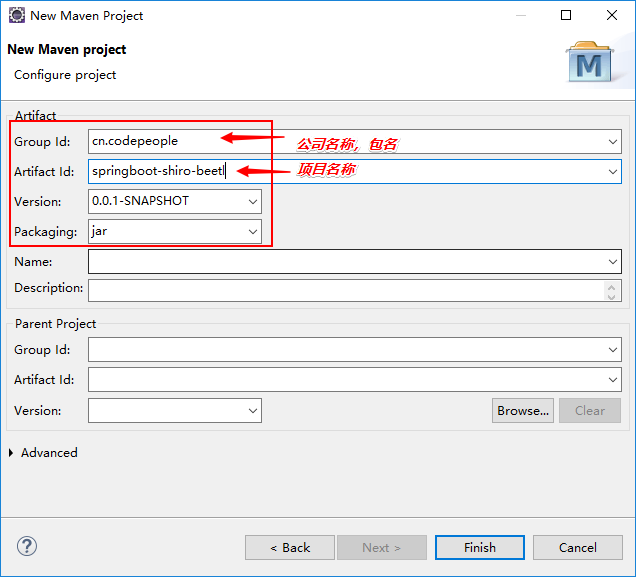 New Maven Project
New Maven project
Configure project
M
Artifact
Group Id: cn.codepeople 公司名称，包名
Artifact Id: springboot-shiro-beetl 项目名称
Version: 0.0.1-SNAPSHOT
Packaging: jar
Name:
Description:
Parent Project
Group Id:
Artifact Id:
Version: Browse... Clear
Advanced
? < Back Next > Finish Cancel